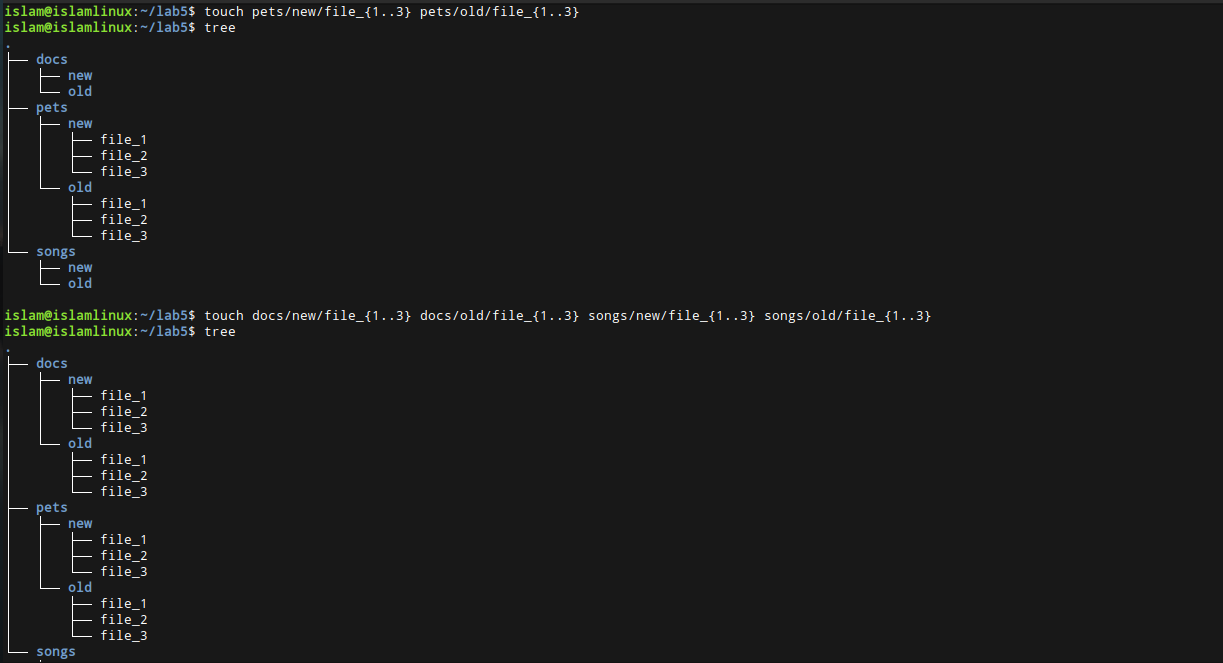 islam@islamlinux:~/lab5$ touch pets/new/file_{1..3} pets/old/file_{1..3}
islam@islamlinux:~/lab5$ tree
.
├── docs
│   ├── new
│   └── old
├── pets
│   ├── new
│   │   ├── file_1
│   │   ├── file_2
│   │   └── file_3
│   └── old
│       ├── file_1
│       ├── file_2
│       └── file_3
└── songs
    ├── new
    └── old

islam@islamlinux:~/lab5$ touch docs/new/file_{1..3} docs/old/file_{1..3} songs/new/file_{1..3} songs/old/file_{1..3}
islam@islamlinux:~/lab5$ tree
.
├── docs
│   ├── new
│   │   ├── file_1
│   │   ├── file_2
│   │   └── file_3
│   └── old
│       ├── file_1
│       ├── file_2
│       └── file_3
├── pets
│   ├── new
│   │   ├── file_1
│   │   ├── file_2
│   │   └── file_3
│   └── old
│       ├── file_1
│       ├── file_2
│       └── file_3
└── songs